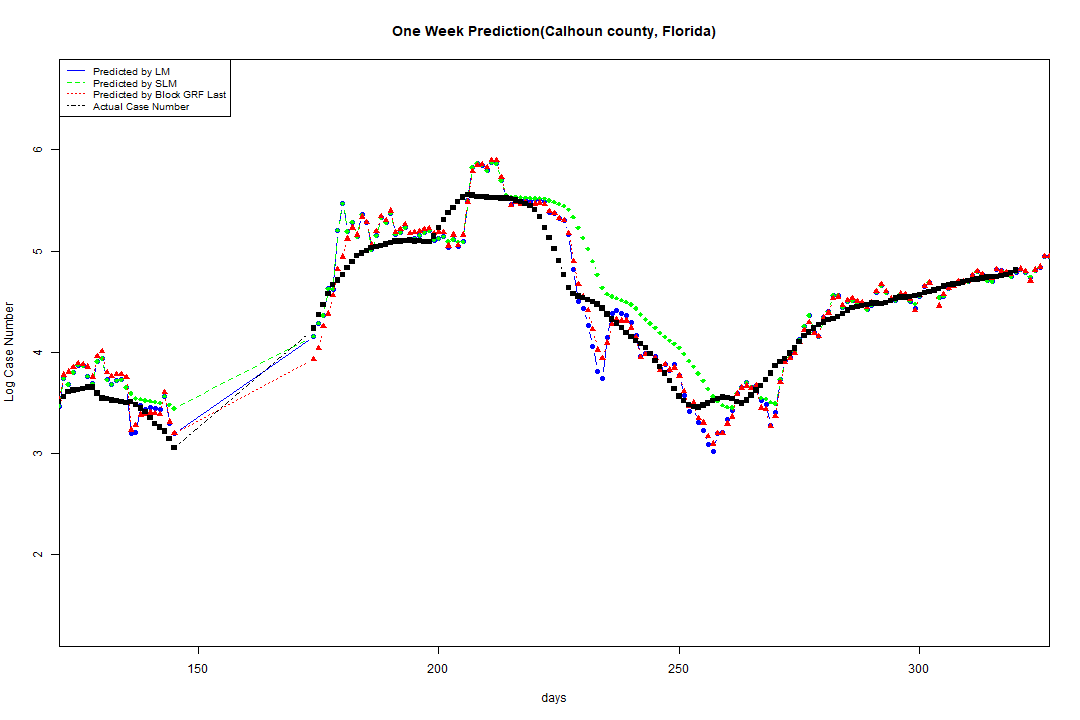 One Week Prediction(Calhoun county, Florida)
Predicted by LM
Predicted by SLM
Predicted by Block GRF Last
Actual Case Number
Log Case Number
6
5
4
3
2
150
200
250
300
days